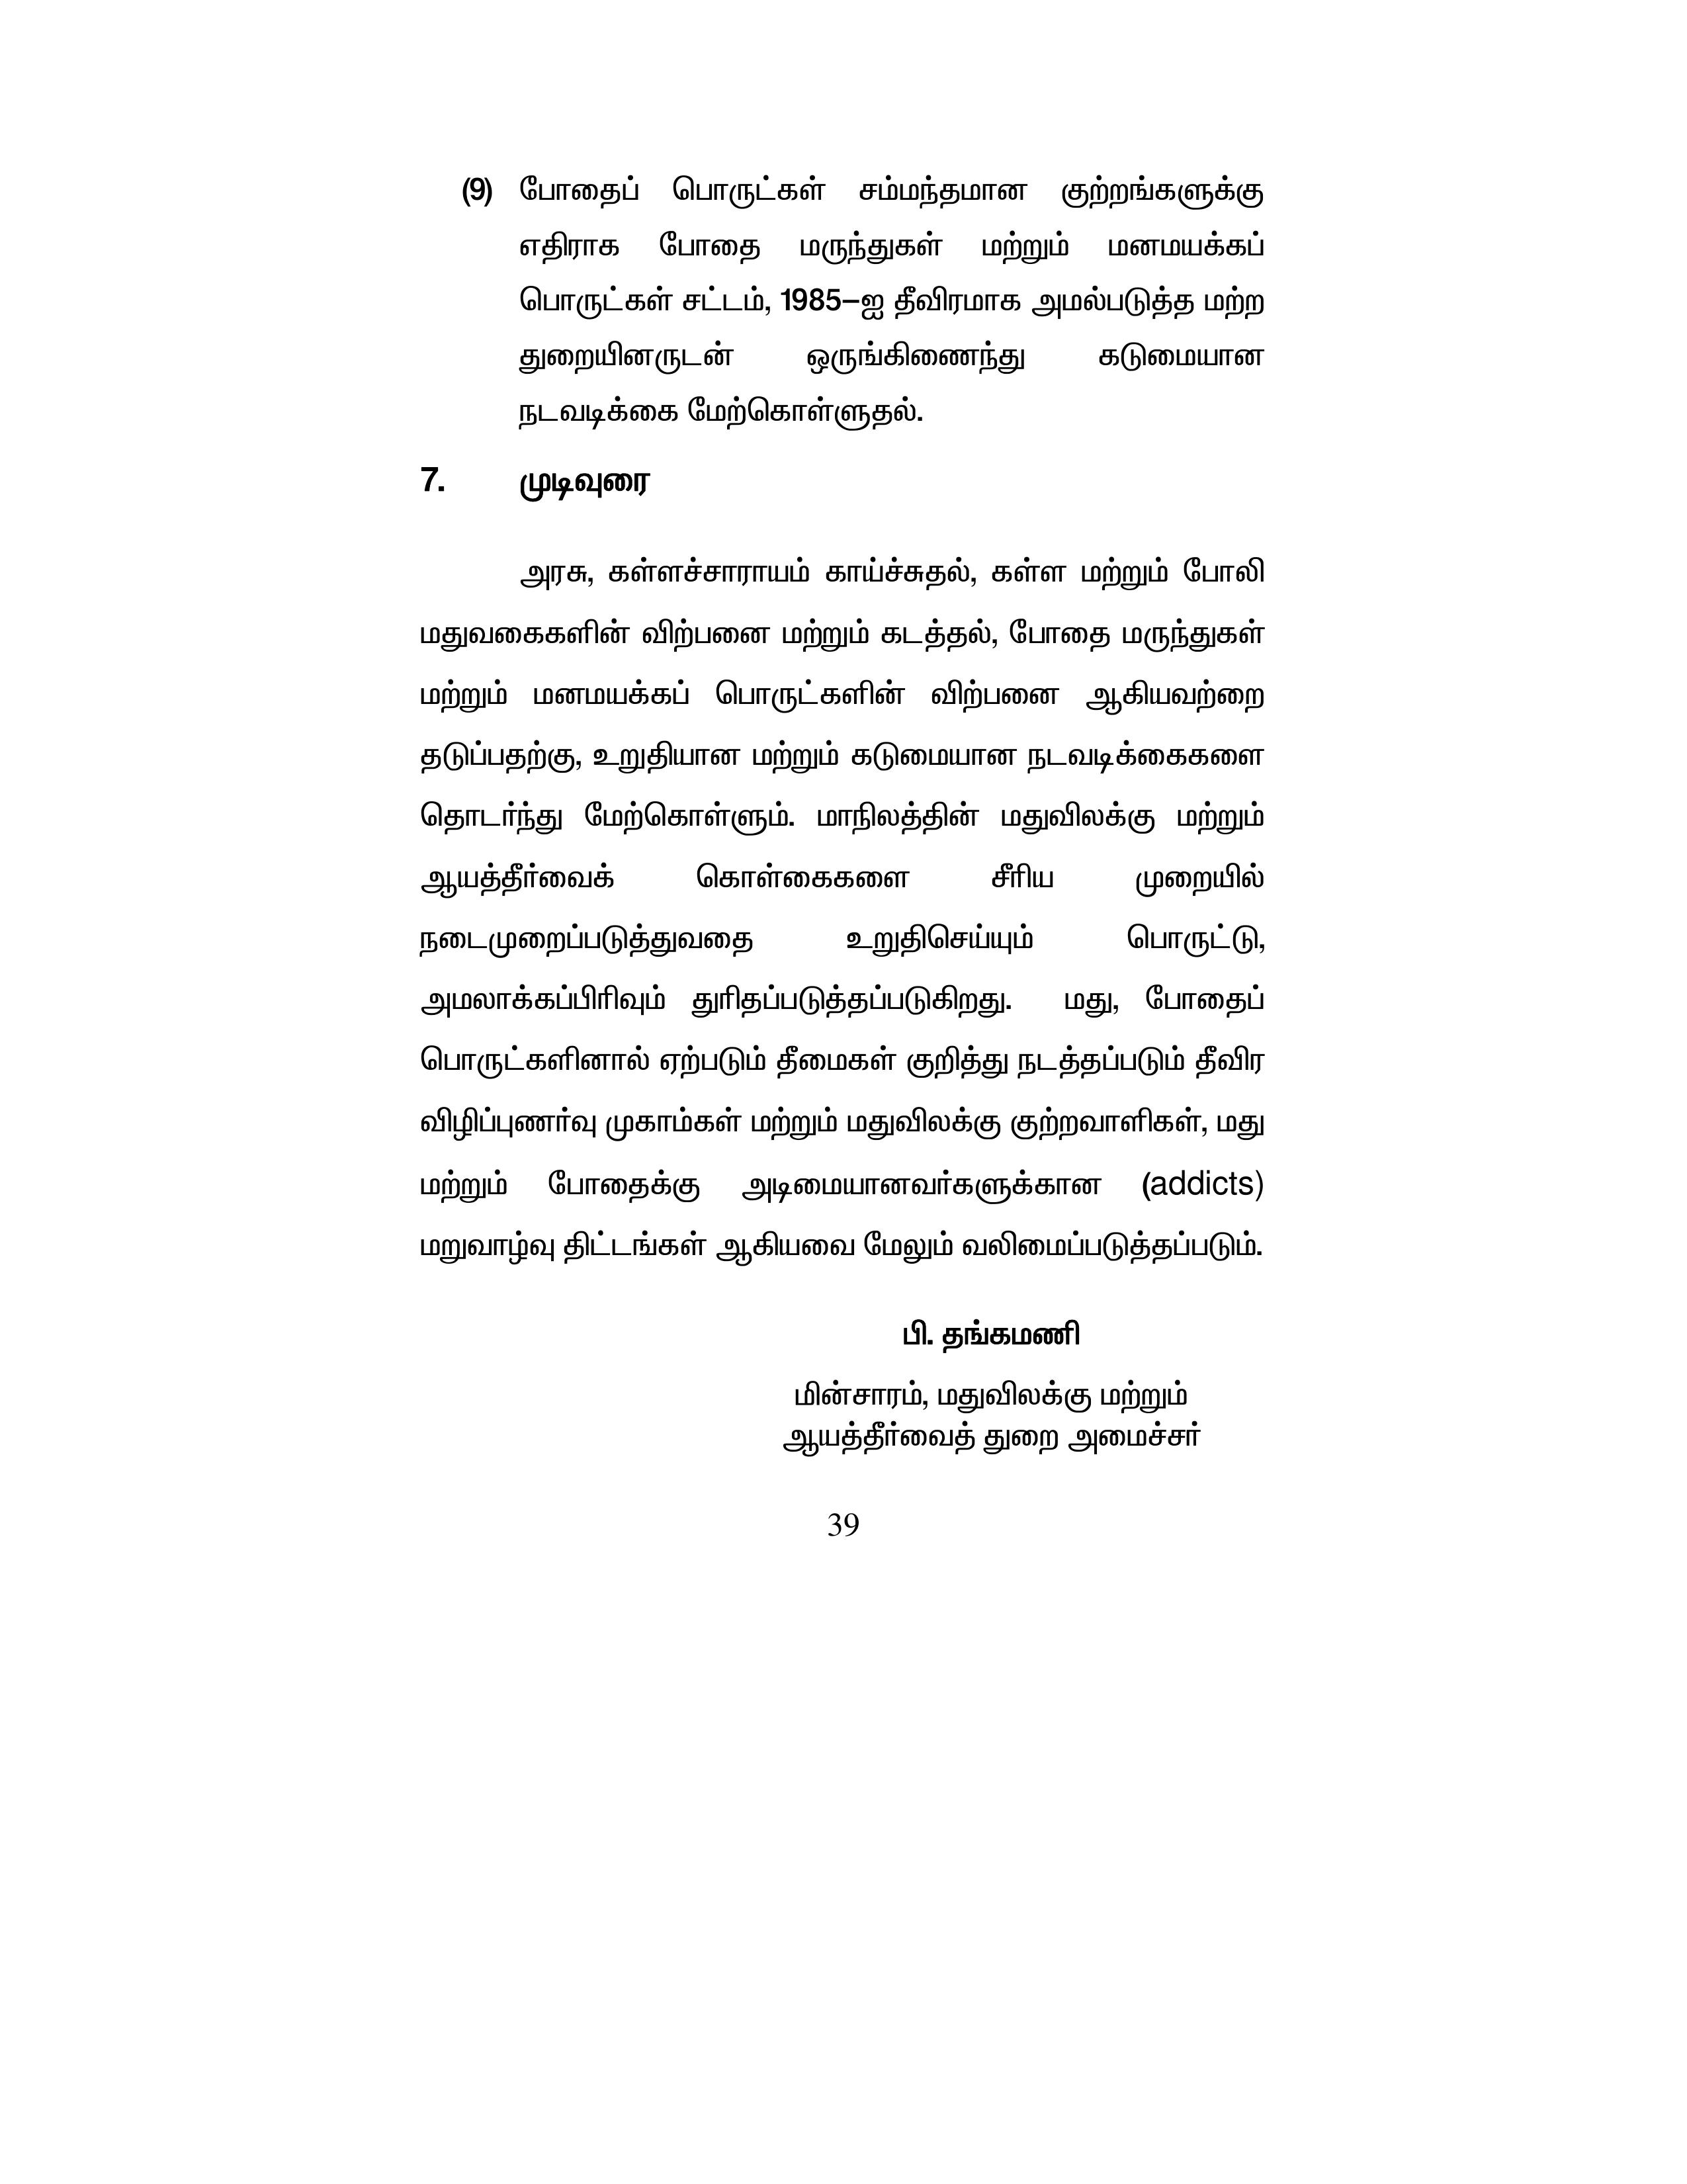 (9) போதைப் பொருட்கள் சம்மந்தமான குற்றங்களுக்கு
எதிராக போதை மருந்துகள் மற்றும் மனமயக்கப்
பொருட்கள் சட்டம், 1985–ஐ தீவிரமாக அமல்படுத்த மற்ற
துறையினருடன் ஒருங்கிணைந்து கடுமையான
நடவடிக்கை மேற்கொள்ளுதல்.
7. முடிவுரை
அரசு, கள்ளச்சாராயம் காய்ச்சுதல், கள்ள மற்றும் போலி
மதுவகைகளின் விற்பனை மற்றும் கடத்தல், போதை மருந்துகள்
மற்றும் மனமயக்கப் பொருட்களின் விற்பனை ஆகியவற்றை
தடுப்பதற்கு, உறுதியான மற்றும் கடுமையான நடவடிக்கைகளை
தொடர்ந்து மேற்கொள்ளும். மாநிலத்தின் மதுவிலக்கு மற்றும்
ஆயத்தீர்வைக் கொள்கைகளை சீரிய முறையில்
நடைமுறைப்படுத்துவதை உறுதிசெய்யும் பொருட்டு,
அமலாக்கப்பிரிவும் துரிதப்படுத்தப்படுகிறது. மது, போதைப்
பொருட்களினால் ஏற்படும் தீமைகள் குறித்து நடத்தப்படும் தீவிர
விழிப்புணர்வு முகாம்கள் மற்றும் மதுவிலக்கு குற்றவாளிகள், மது
மற்றும் போதைக்கு அடிமையானவர்களுக்கான (addicts)
மறுவாழ்வு திட்டங்கள் ஆகியவை மேலும் வலிமைப்படுத்தப்படும்.
பி. தங்கமணி
மின்சாரம், மதுவிலக்கு மற்றும்
ஆயத்தீர்வைத் துறை அமைச்சர்
39